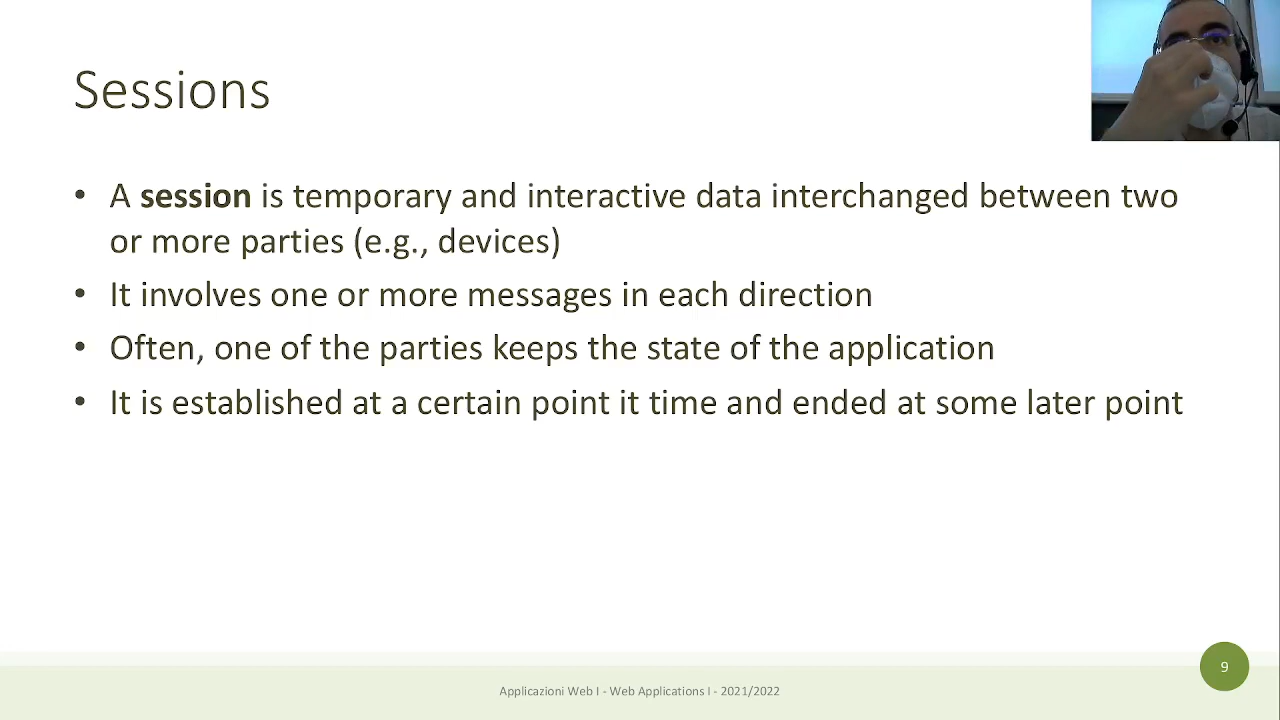 Sessions
• A session is temporary and interactive data interchanged between two
or more parties (e.g., devices)
• It involves one or more messages in each direction
• Often, one of the parties keeps the state of the application
• It is established at a certain point it time and ended at some later point
9
Applicazioni Web I - Web Applications I - 2021/2022